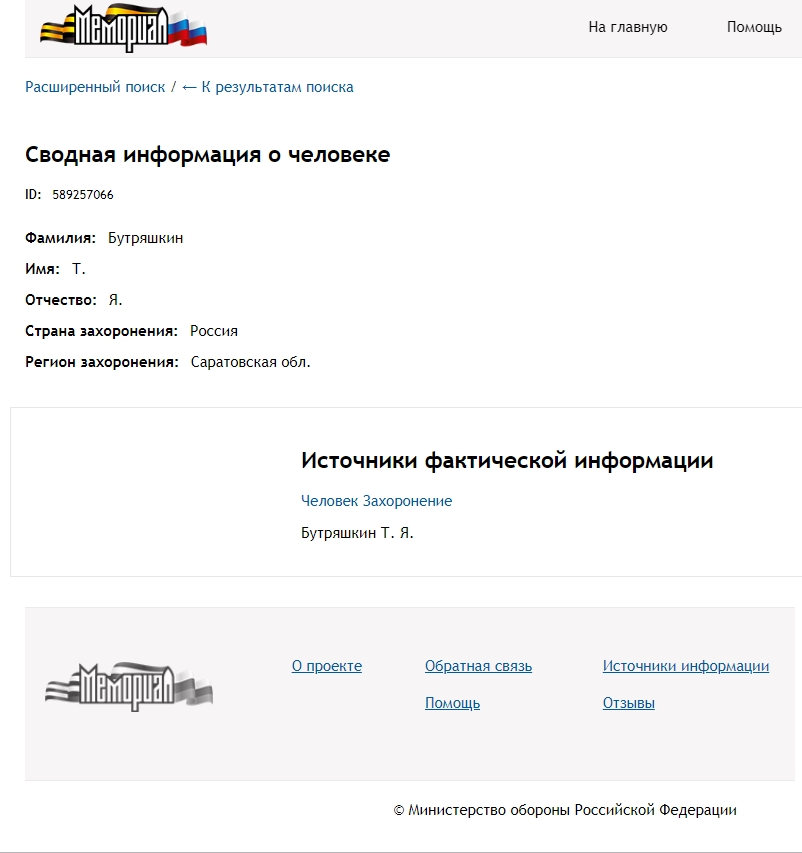 Мемориал
На главную Помощь
Расширенный поиск / ← К результатам поиска
Сводная информация о человеке
ID: 589257066
Фамилия: Бутряшкин
Имя: Т.
Отчество: Я.
Страна захоронения: Россия
Регион захоронения: Саратовская обл.
Источники фактической информации
Человек Захоронение
Бутряшкин Т. Я.
Мемориал
О проекте Обратная связь Источники информации
Помощь Отзывы
© Министерство обороны Российской Федерации